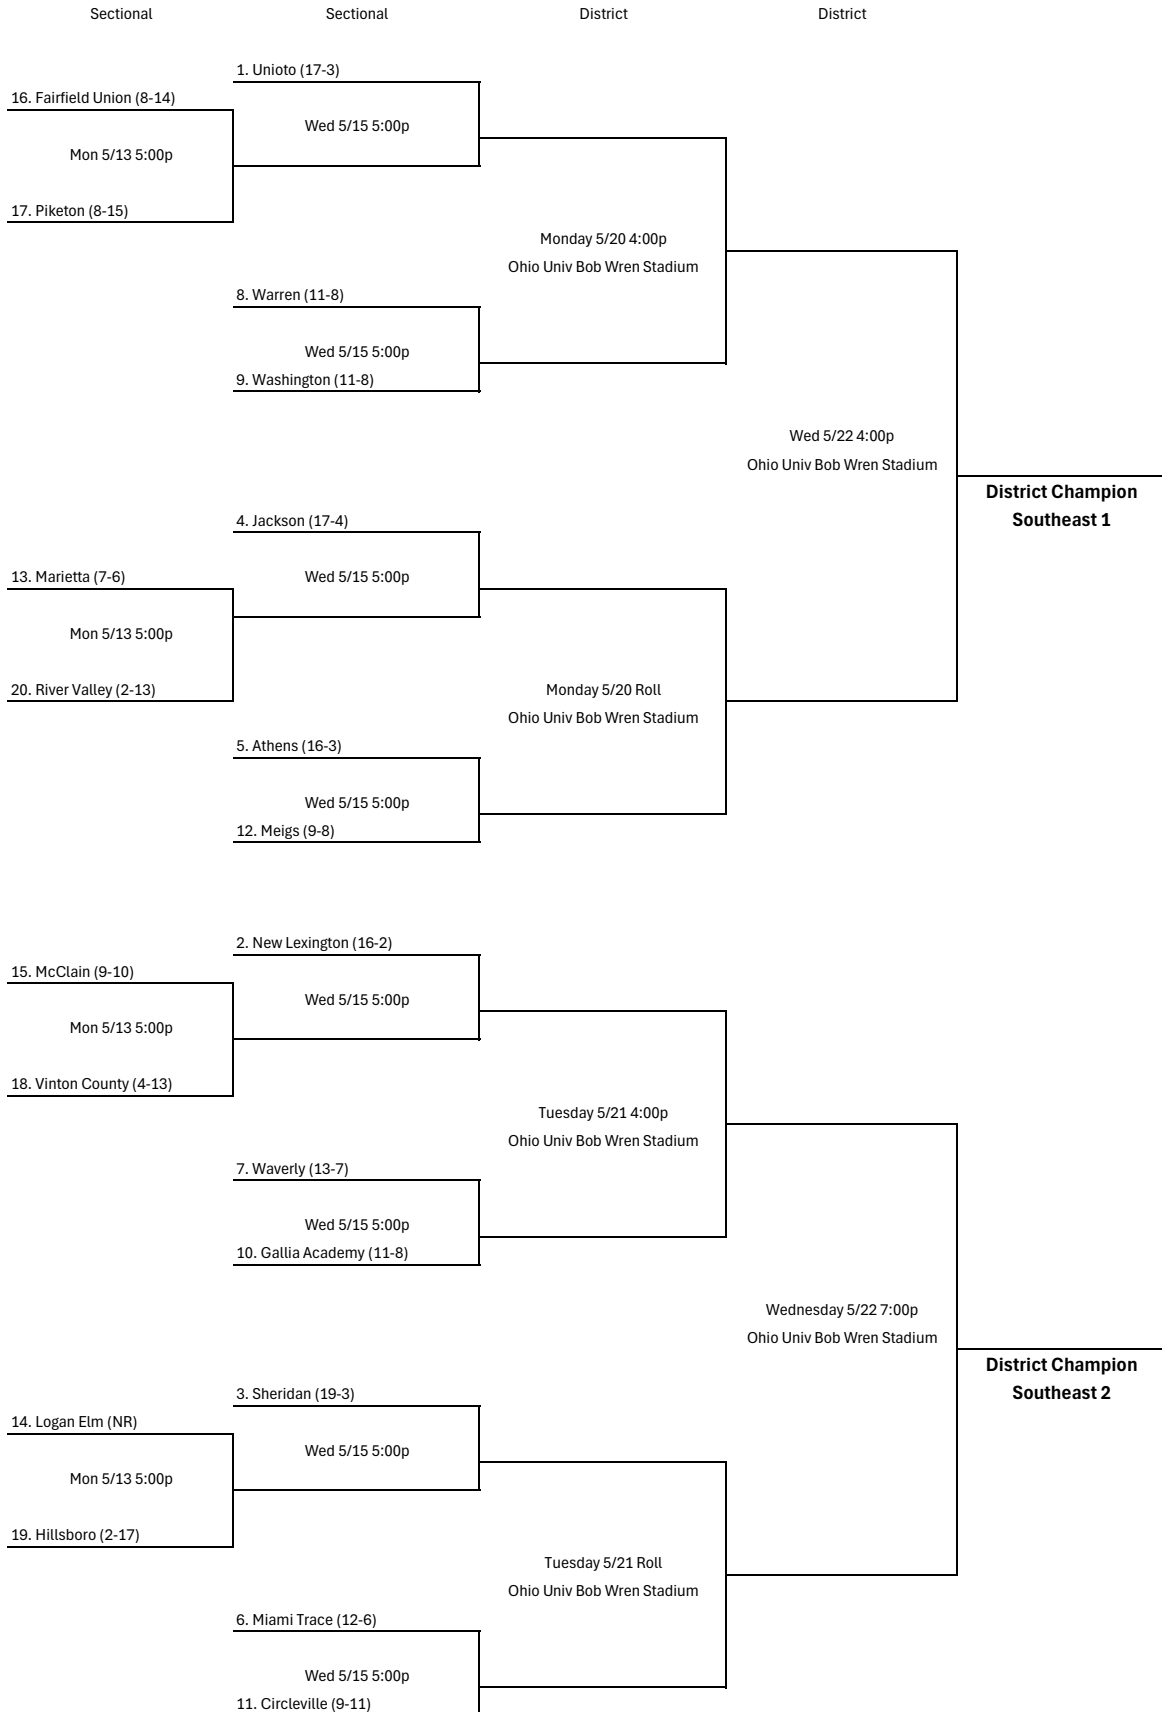 Sectional
Sectional
District
District
1. Unioto (17-3)
16. Fairfield Union (8-14)
Wed 5/15 5:00p
Mon 5/13 5:00p
17. Piketon (8-15)
Monday 5/20 4:00p
Ohio Univ Bob Wren Stadium
8. Warren (11-8)
Wed 5/15 5:00p
9. Washington (11-8)
Wed 5/22 4:00p
Ohio Univ Bob Wren Stadium
District Champion
Southeast 1
4. Jackson (17-4)
13. Marietta (7-6)
Wed 5/15 5:00p
Mon 5/13 5:00p
20. River Valley (2-13)
Monday 5/20 Roll
Ohio Univ Bob Wren Stadium
5. Athens (16-3)
Wed 5/15 5:00p
12. Meigs (9-8)
2. New Lexington (16-2)
15. McClain (9-10)
Wed 5/15 5:00p
Mon 5/13 5:00p
18. Vinton County (4-13)
Tuesday 5/21 4:00p
Ohio Univ Bob Wren Stadium
7. Waverly (13-7)
Wed 5/15 5:00p
10. Gallia Academy (11-8)
Wednesday 5/22 7:00p
Ohio Univ Bob Wren Stadium
District Champion
Southeast 2
3. Sheridan (19-3)
14. Logan Elm (NR)
Wed 5/15 5:00p
Mon 5/13 5:00p
19. Hillsboro (2-17)
Tuesday 5/21 Roll
Ohio Univ Bob Wren Stadium
6. Miami Trace (12-6)
Wed 5/15 5:00p
11. Circleville (9-11)